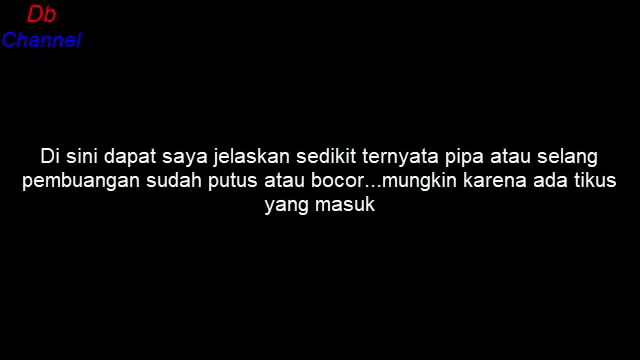 Db
Channel
Di sini dapat saya jelaskan sedikit ternyata pipa atau selang
pembuangan sudah putus atau bocor...mungkin karena ada tikus
yang masuk